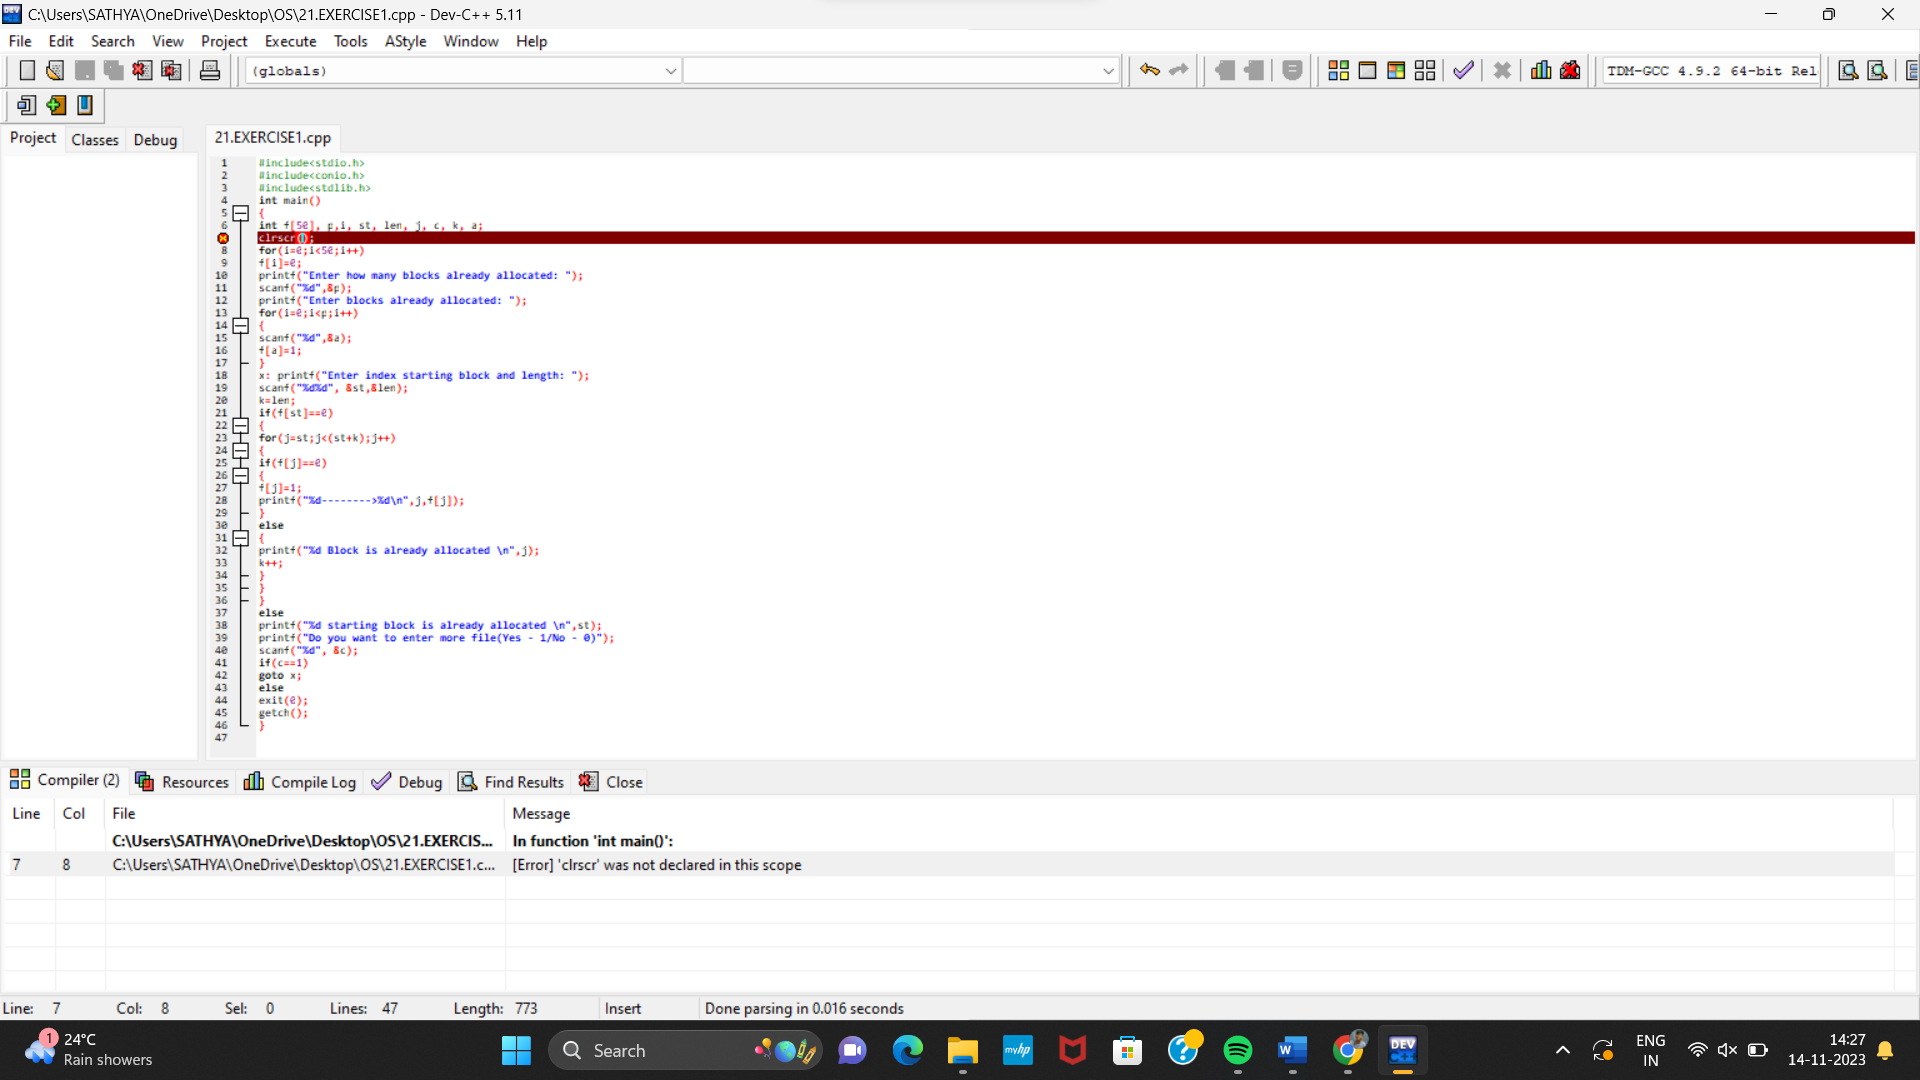 C:\Users\SATHYA\OneDrive\Desktop\OS\21.EXERCISE1.cpp - Dev-C++ 5.11
File Edit Search View Project Execute Tools AStyle Window Help
(globals)
TDM-GCC 4.9.2 64-bit Rel
Project Classes Debug
21.EXERCISE1.cpp
1 #include<stdio.h>
2 #include<conio.h>
3 #include<stdlib.h>
4 int main()
5 {
6 int f[50], p,i, st, len, j, c, k, a;
clrscr();
8 for(i=0;i<50;i++)
9 f[i]=0;
10 printf("Enter how many blocks already allocated: ");
11 scanf("%d",&p);
12 printf("Enter blocks already allocated: ");
13 for(i=0;i<p;i++)
14 {
15 scanf("%d",&a);
16 f[a]=1;
17 }
18 x: printf("Enter index starting block and length: ");
19 scanf("%d%d", &st,&len);
20 k=len;
21 if(f[st]==0)
22 {
23 for(j=st;j<(st+k);j++)
24 {
25 if(f[j]==0)
26 {
27 f[j]=1;
28 printf("%d-------->%d\n",j,f[j]);
29 }
30 else
31 {
32 printf("%d Block is already allocated \n",j);
33 k++;
34 }
35 }
36 }
37 else
38 printf("%d starting block is already allocated \n",st);
39 printf("Do you want to enter more file(Yes - 1/No - 0)");
40 scanf("%d", &c);
41 if(c==1)
42 goto x;
43 else
44 exit(0);
45 getch();
46 }
47
Compiler (2) Resources Compile Log Debug Find Results Close
Line Col File Message
C:\Users\SATHYA\OneDrive\Desktop\OS\21.EXERCIS... In function 'int main()':
7 8 C:\Users\SATHYA\OneDrive\Desktop\OS\21.EXERCISE1.c... [Error] 'clrscr' was not declared in this scope
Line: 7 Col: 8 Sel: 0 Lines: 47 Length: 773 Insert Done parsing in 0.016 seconds
1 24°C
Rain showers
Search
myhp
W
DEV
C++
ENG
IN
14:27
14-11-2023